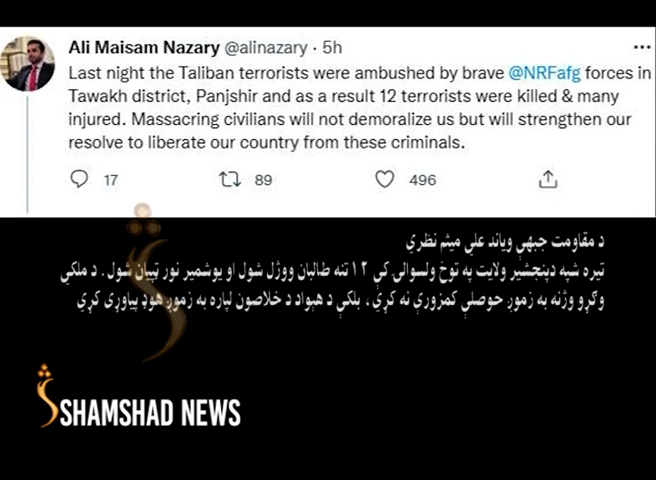 Ali Maisam Nazary @alinazary · 5h
Last night the Taliban terrorists were ambushed by brave @NRFafg forces in
Tawakh district, Panjshir and as a result 12 terrorists were killed & many
injured. Massacring civilians will not demoralize us but will strengthen our
resolve to liberate our country from these criminals.
17 89 496
د مقاومت جبهې وياند علي ميثم نظري
تېره شپه دپنجشير ولايت په توخ ولسوالۍ کې ۱۲ تنه طالبان ووژل شول او يوشمېر نور ټپيان شول. د ملکي
وګړو وژنه به زموږ حوصلې کمزورې نه کړي، بلکې د هېواد د خلاصون لپاره به زموږ هوډ پياوړی کړي
SHAMSHAD NEWS